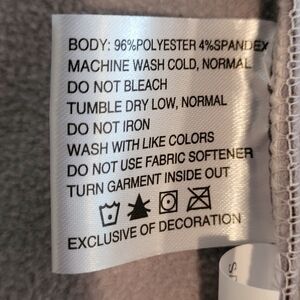 BODY: 96%POLYESTER 4%SPANDEX
MACHINE WASH COLD, NORMAL
DO NOT BLEACH
TUMBLE DRY LOW, NORMAL
DO NOT IRON
WASH WITH LIKE COLORS
DO NOT USE FABRIC SOFTENER
TURN GARMENT INSIDE OUT
EXCLUSIVE OF DECORATION